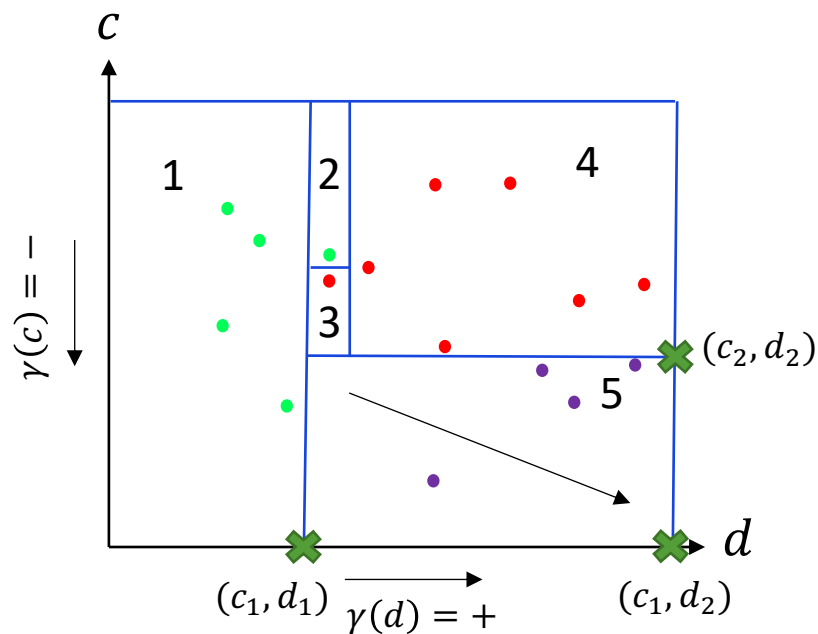 c
1
2
4
3
γ(c) = −
(c₂, d₂)
5
d
(c₁, d₁)
γ(d) = +
(c₁, d₂)